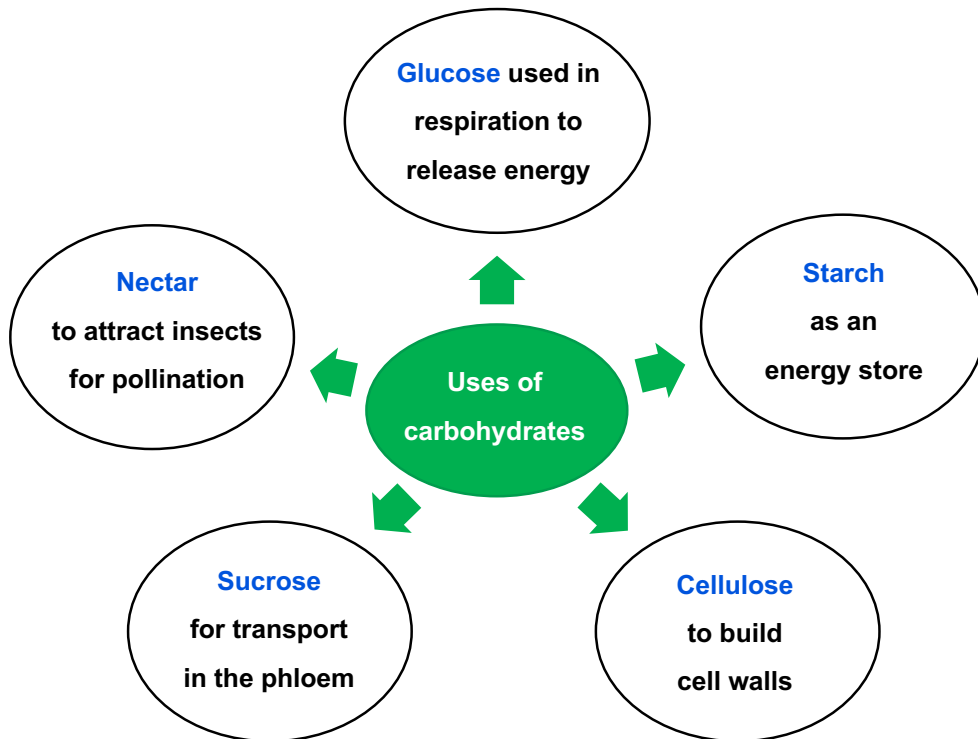 Glucose used in
respiration to
release energy
Nectar
to attract insects
for pollination
Starch
as an
energy store
Uses of
carbohydrates
Sucrose
for transport
in the phloem
Cellulose
to build
cell walls